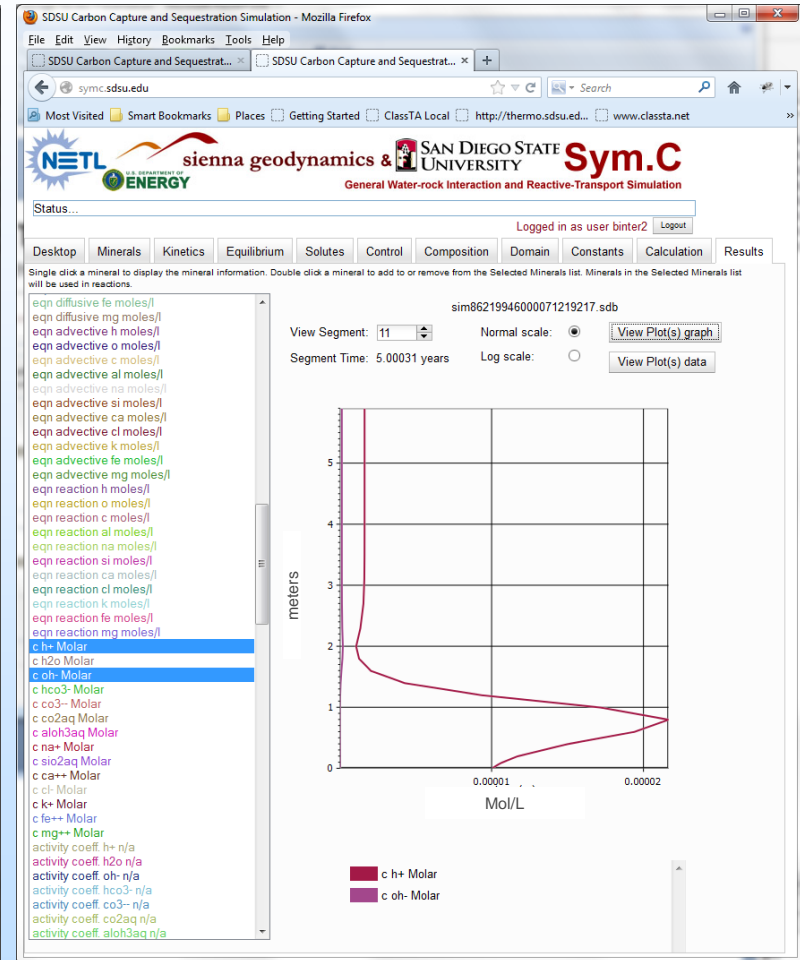 SDSU Carbon Capture and Sequestration Simulation - Mozilla Firefox
File Edit View History Bookmarks Tools Help
SDSU Carbon Capture and Sequestrat... × SDSU Carbon Capture and Sequestrat... × +
symc.sdsu.edu Search
Most Visited Smart Bookmarks Places Getting Started ClassTA Local http://thermo.sdsu.ed... www.classta.net »
NETL U.S. DEPARTMENT OF ENERGY sienna geodynamics & SAN DIEGO STATE UNIVERSITY Sym.C
General Water-rock Interaction and Reactive-Transport Simulation
Status...
Logged in as user binter2 Logout
Desktop Minerals Kinetics Equilibrium Solutes Control Composition Domain Constants Calculation Results
Single click a mineral to display the mineral information. Double click a mineral to add to or remove from the Selected Minerals list. Minerals in the Selected Minerals list
will be used in reactions.
eqn diffusive fe moles/l
eqn diffusive mg moles/l
eqn advective h moles/l
eqn advective o moles/l
eqn advective c moles/l
eqn advective al moles/l
eqn advective na moles/l
eqn advective si moles/l
eqn advective ca moles/l
eqn advective cl moles/l
eqn advective k moles/l
eqn advective fe moles/l
eqn advective mg moles/l
eqn reaction h moles/l
eqn reaction o moles/l
eqn reaction c moles/l
eqn reaction al moles/l
eqn reaction na moles/l
eqn reaction si moles/l
eqn reaction ca moles/l
eqn reaction cl moles/l
eqn reaction k moles/l
eqn reaction fe moles/l
eqn reaction mg moles/l
c h+ Molar
c h2o Molar
c oh- Molar
c hco3- Molar
c co3-- Molar
c co2aq Molar
c aloh3aq Molar
c na+ Molar
c sio2aq Molar
c ca++ Molar
c cl- Molar
c k+ Molar
c fe++ Molar
c mg++ Molar
activity coeff. h+ n/a
activity coeff. h2o n/a
activity coeff. oh- n/a
activity coeff. hco3- n/a
activity coeff. co3-- n/a
activity coeff. co2aq n/a
activity coeff. aloh3aq n/a
sim86219946000071219217.sdb
View Segment: 11 Normal scale: View Plot(s) graph
Segment Time: 5.00031 years Log scale: View Plot(s) data
5
4
3
2
1
0
meters
0.00001 0.00002
Mol/L
c h+ Molar
c oh- Molar